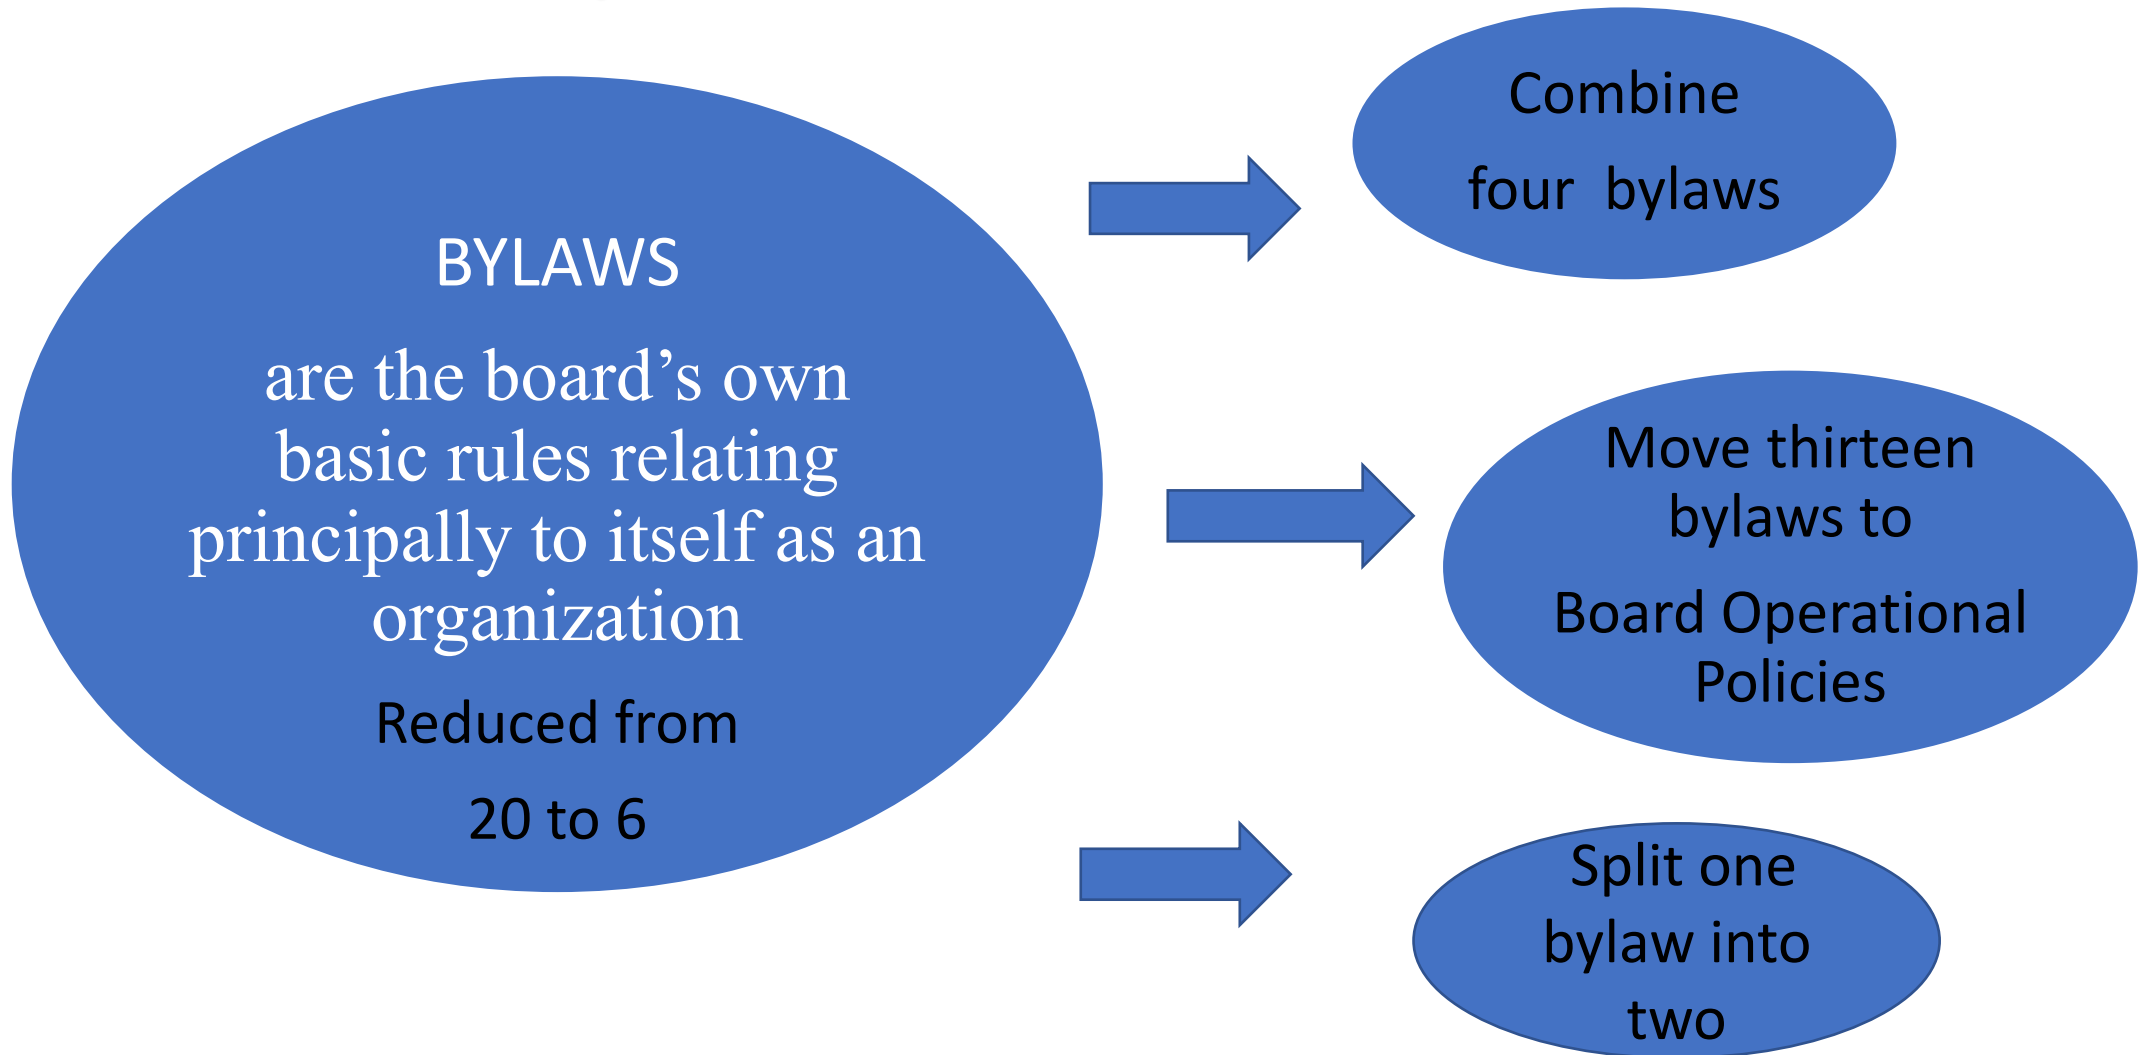 BYLAWS
are the board’s own
basic rules relating
principally to itself as an
organization
Reduced from
20 to 6
Combine
four  bylaws
Move thirteen
bylaws to
Board Operational
Policies
Split one
bylaw into
two